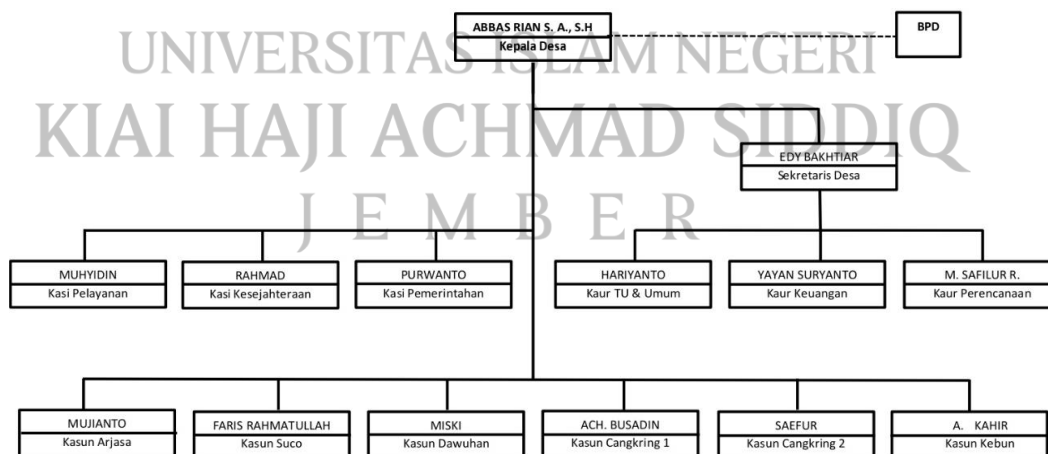 ABBAS RIAN S. A., S.H
Kepala Desa
BPD
UNIVERSITAS ISLAM NEGERI
KIAI HAJI ACHMAD SIDDIQ
JEMBER
EDY BAKHTIAR
Sekretaris Desa
MUHYIDIN
Kasi Pelayanan
RAHMAD
Kasi Kesejahteraan
PURWANTO
Kasi Pemerintahan
HARIYANTO
Kaur TU & Umum
YAYAN SURYANTO
Kaur Keuangan
M. SAFILUR R.
Kaur Perencanaan
MUJIANTO
Kasun Arjasa
FARIS RAHMATULLAH
Kasun Suco
MISKI
Kasun Dawuhan
ACH. BUSADIN
Kasun Cangkring 1
SAEFUR
Kasun Cangkring 2
A. KAHIR
Kasun Kebun